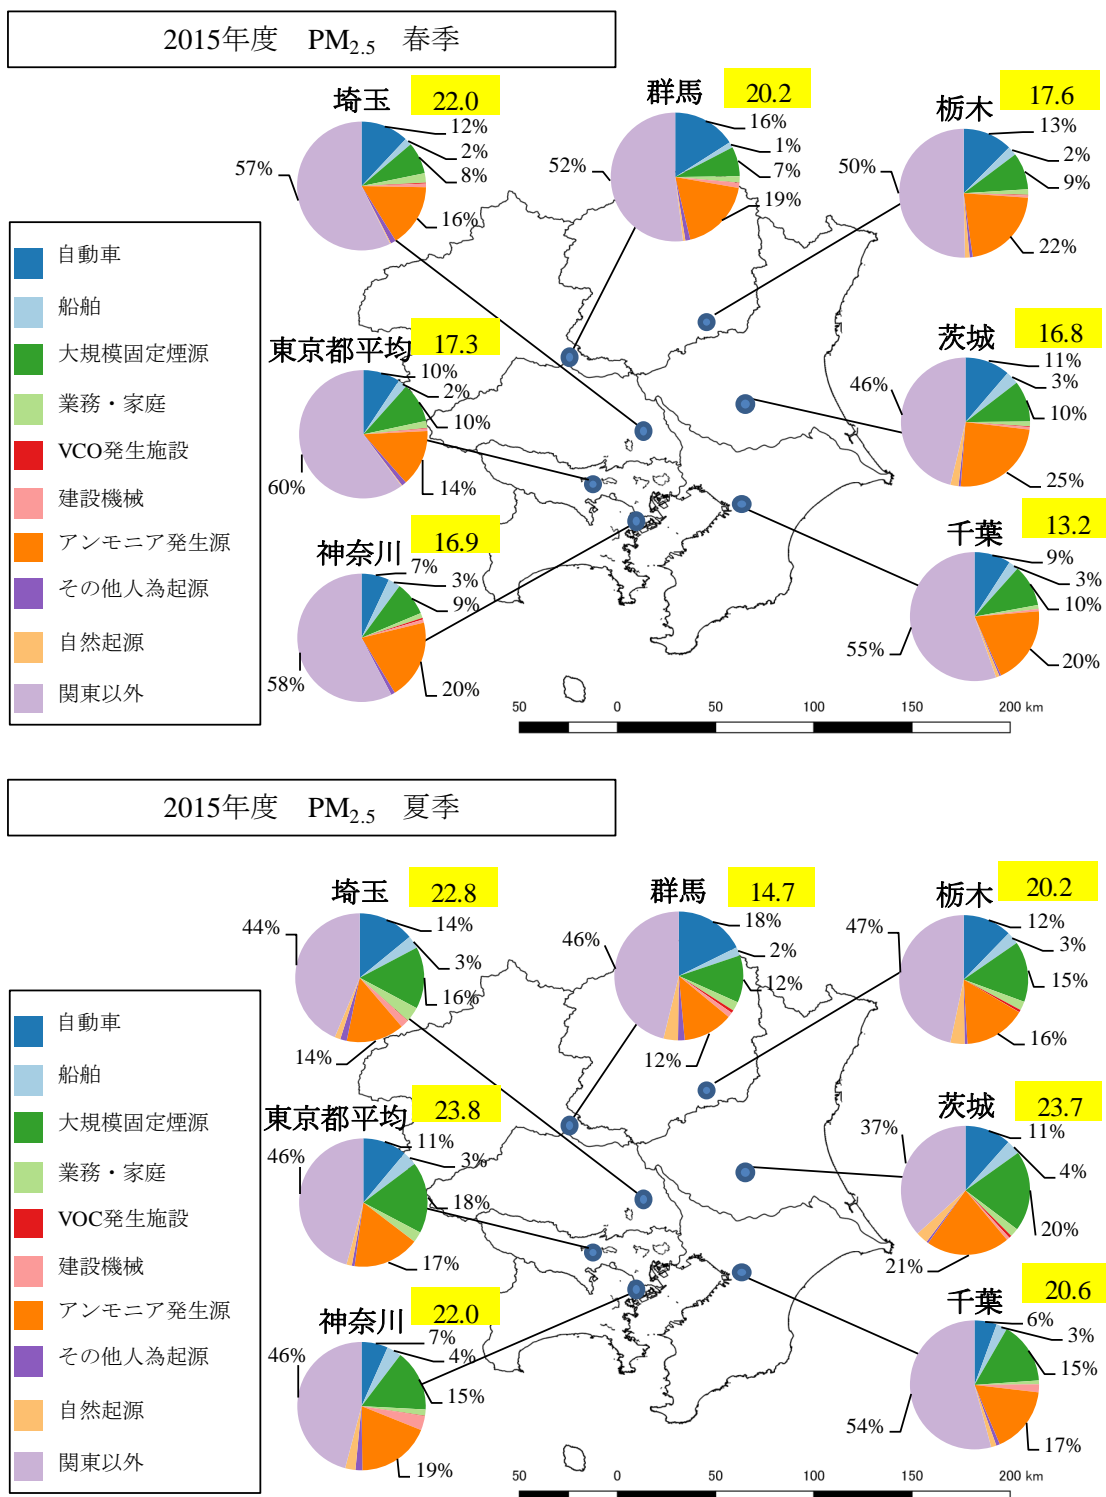 2015年度 PM2.5 春季
埼玉 22.0
12%
2%
8%
16%
57%
群馬 20.2
16%
1%
7%
19%
52%
栃木 17.6
13%
2%
9%
22%
50%
自動車
船舶
大規模固定煙源
業務・家庭
VCO発生施設
建設機械
アンモニア発生源
その他人為起源
自然起源
関東以外
東京都平均 17.3
10%
2%
10%
14%
60%
茨城 16.8
11%
3%
10%
25%
46%
神奈川 16.9
7%
3%
9%
20%
58%
千葉 13.2
9%
3%
10%
20%
55%
50 0 50 100 150 200 km
2015年度 PM2.5 夏季
埼玉 22.8
14%
3%
16%
14%
44%
群馬 14.7
18%
2%
12%
12%
46%
栃木 20.2
12%
3%
15%
16%
47%
自動車
船舶
大規模固定煙源
業務・家庭
VOC発生施設
建設機械
アンモニア発生源
その他人為起源
自然起源
関東以外
東京都平均 23.8
11%
3%
18%
17%
46%
茨城 23.7
11%
4%
20%
21%
37%
神奈川 22.0
7%
4%
15%
19%
46%
千葉 20.6
6%
3%
15%
17%
54%
50 0 50 100 150 200 km